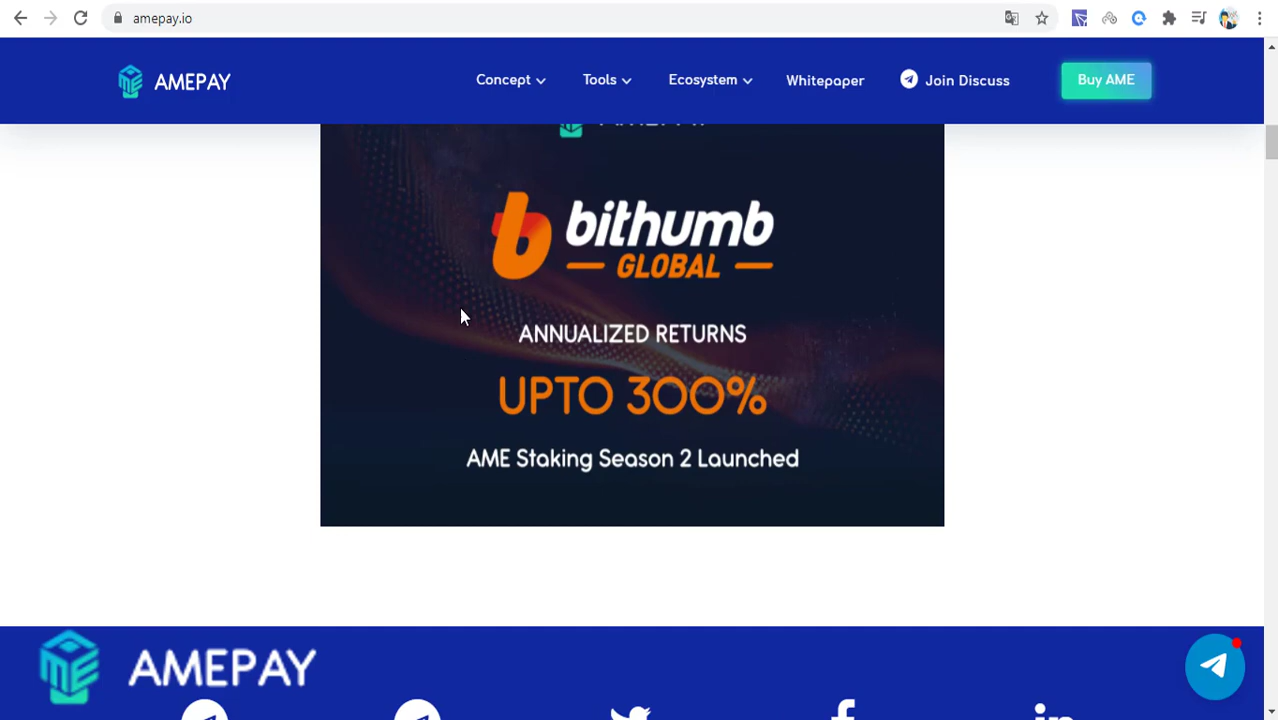 amepay.io
AMEPAY
Concept
Tools
Ecosystem
Whitepaper
Join Discuss
Buy AME
AMEPAY
bithumb
GLOBAL
ANNUALIZED RETURNS
UPTO 300%
AME Staking Season 2 Launched
AMEPAY